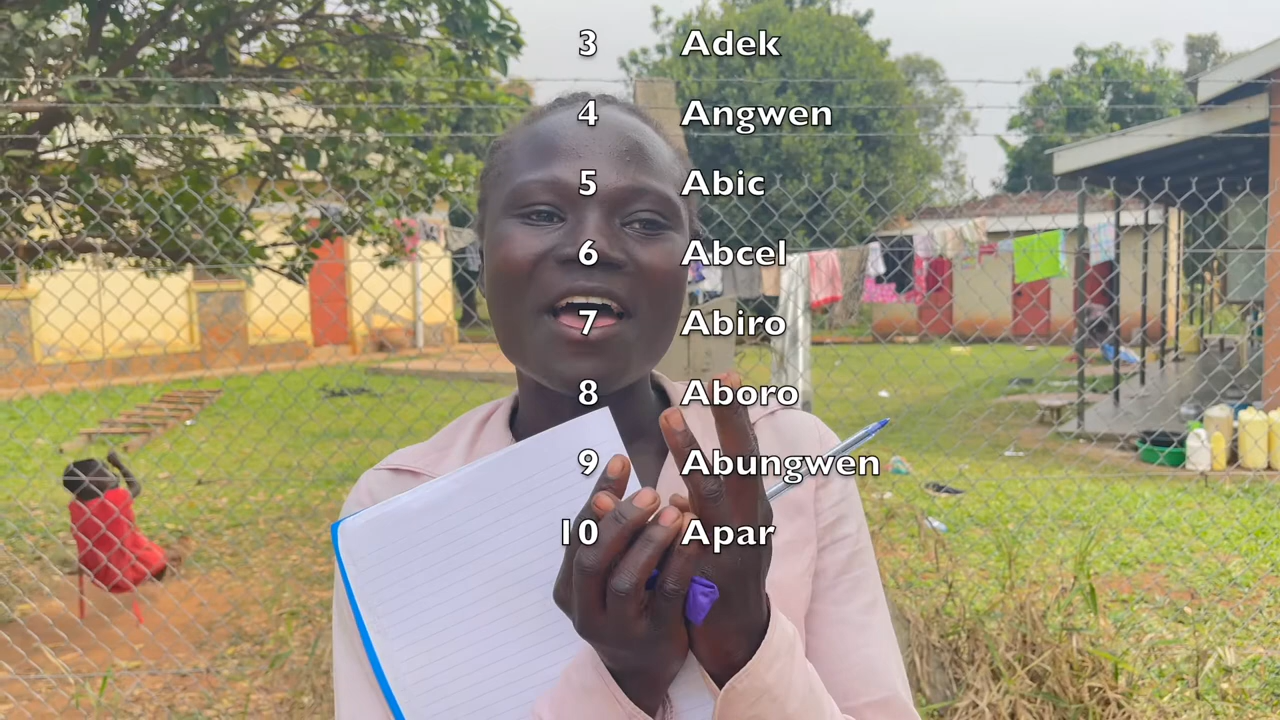 3 Adek
4 Angwen
5 Abic
6 Abcel
7 Abiro
8 Aboro
9 Abungwen
10 Apar